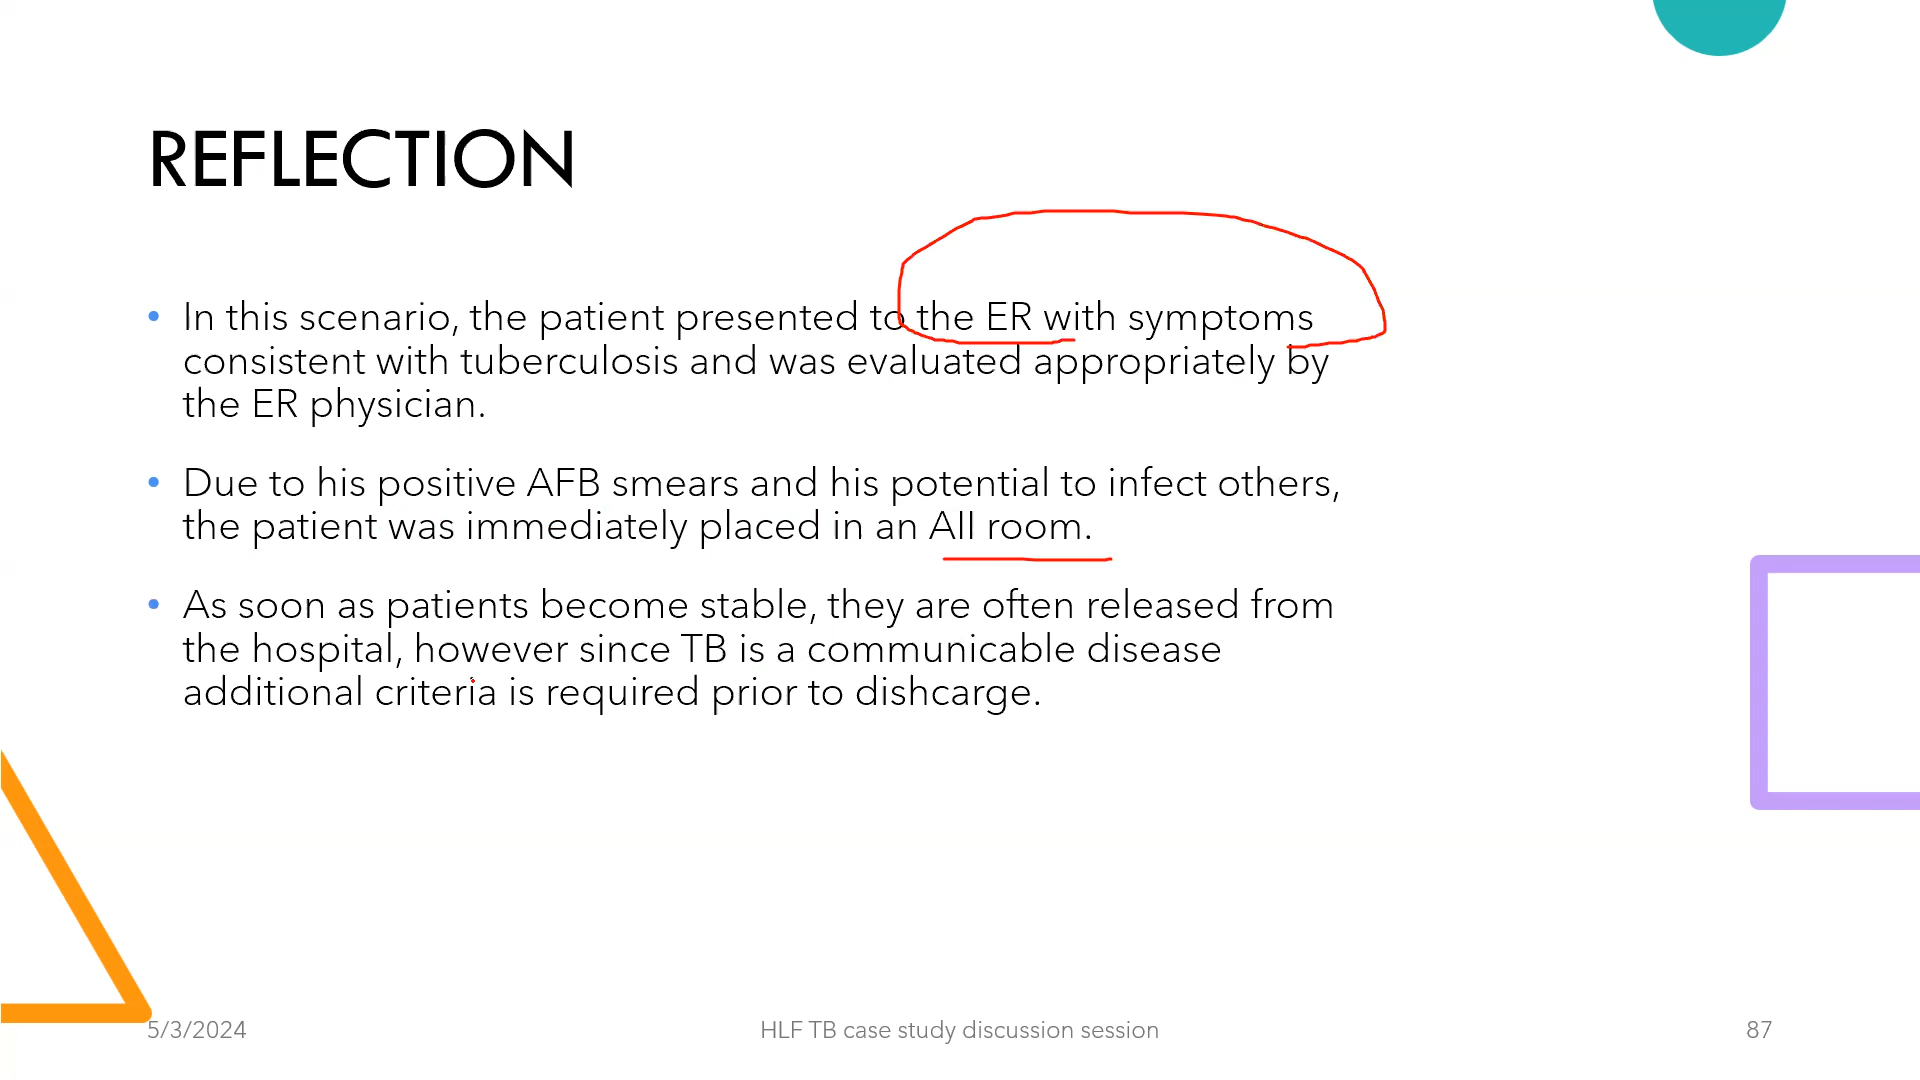 REFLECTION
• In this scenario, the patient presented to the ER with symptoms
consistent with tuberculosis and was evaluated appropriately by
the ER physician.
• Due to his positive AFB smears and his potential to infect others,
the patient was immediately placed in an AII room.
• As soon as patients become stable, they are often released from
the hospital, however since TB is a communicable disease
additional criteria is required prior to dishcarge.
5/3/2024
HLF TB case study discussion session
87